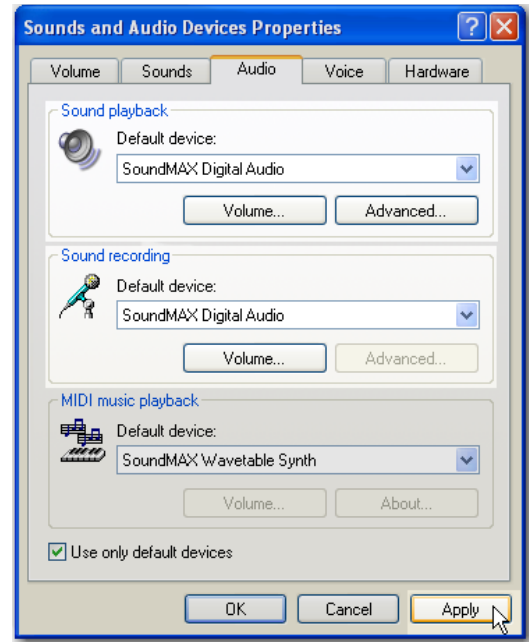 Sounds and Audio Devices Properties ?
Volume Sounds Audio Voice Hardware
Sound playback
Default device:
SoundMAX Digital Audio
Volume... Advanced...
Sound recording
Default device:
SoundMAX Digital Audio
Volume... Advanced...
MIDI music playback
Default device:
SoundMAX Wavetable Synth
Volume... About...
Use only default devices
OK Cancel Apply